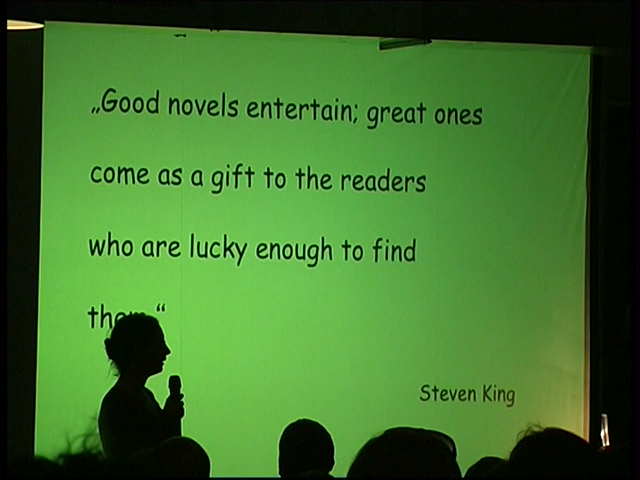 „Good novels entertain; great ones
come as a gift to the readers
who are lucky enough to find
them.“
Steven King